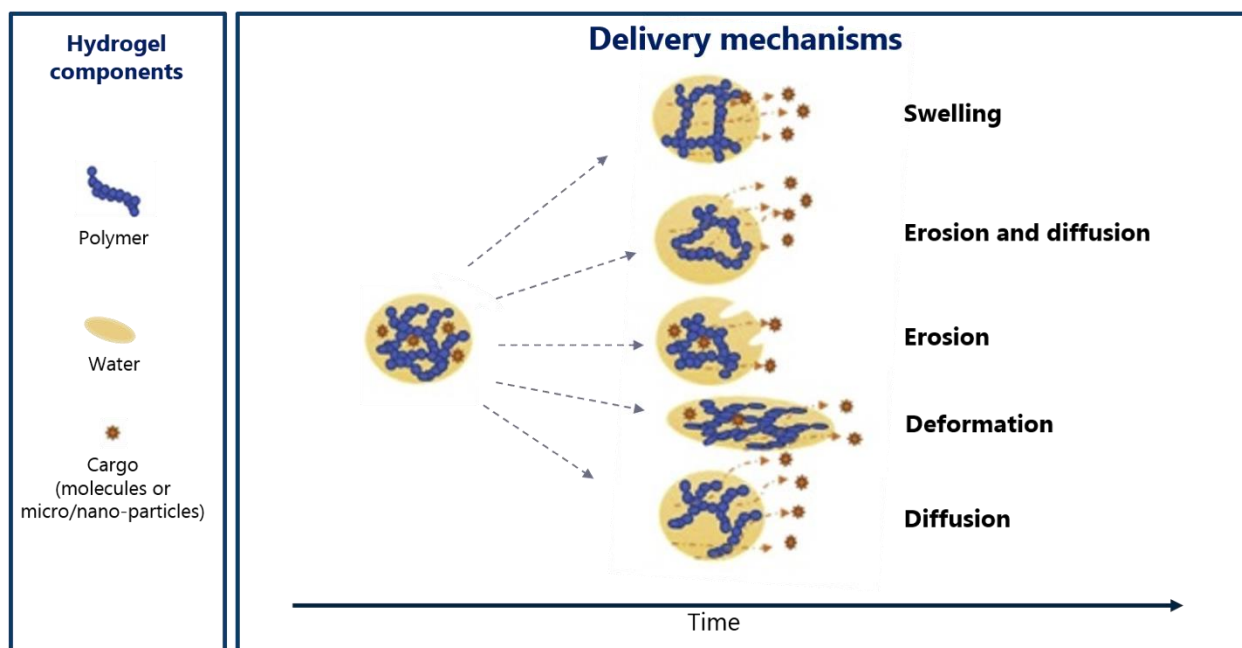 Hydrogel
components
Polymer
Water
Cargo
(molecules or
micro/nano-particles)
Delivery mechanisms
Swelling
Erosion and diffusion
Erosion
Deformation
Diffusion
Time